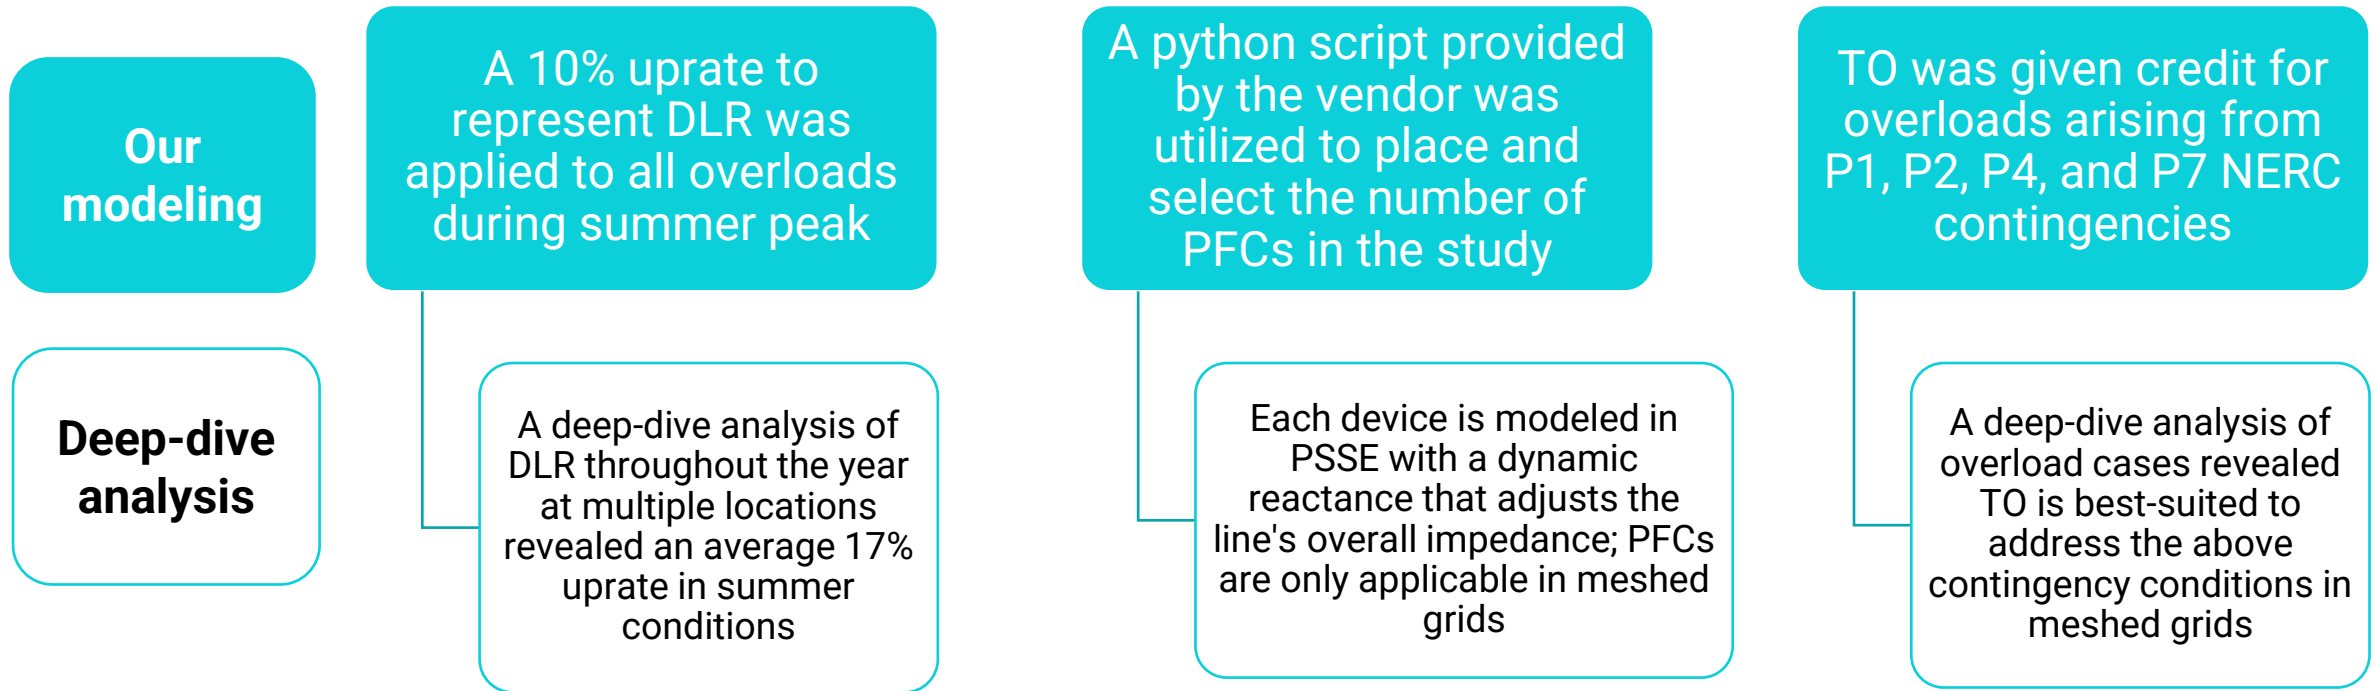 Our
modeling
A 10% uprate to
represent DLR was
applied to all overloads
during summer peak
A python script provided
by the vendor was
utilized to place and
select the number of
PFCs in the study
TO was given credit for
overloads arising from
P1, P2, P4, and P7 NERC
contingencies
Deep-dive
analysis
A deep-dive analysis of
DLR throughout the year
at multiple locations
revealed an average 17%
uprate in summer
conditions
Each device is modeled in
PSSE with a dynamic
reactance that adjusts the
line's overall impedance; PFCs
are only applicable in meshed
grids
A deep-dive analysis of
overload cases revealed
TO is best-suited to
address the above
contingency conditions in
meshed grids